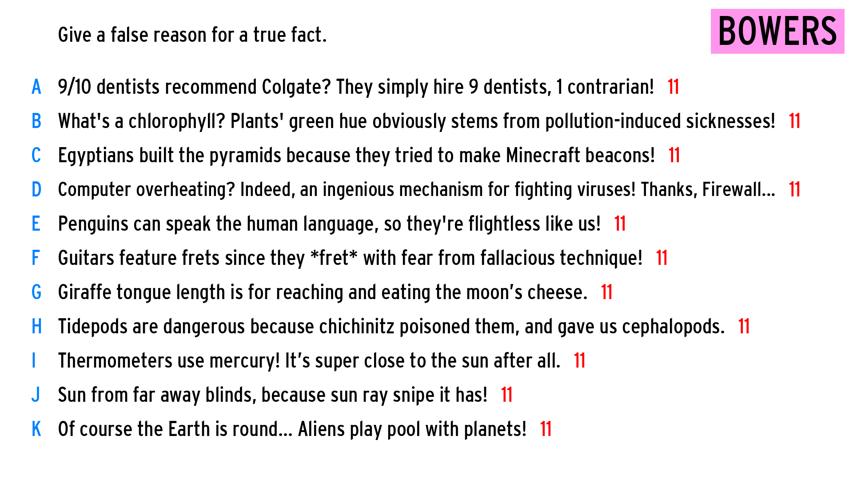 Give a false reason for a true fact.
BOWERS
A 9/10 dentists recommend Colgate? They simply hire 9 dentists, 1 contrarian! 11
B What's a chlorophyll? Plants' green hue obviously stems from pollution-induced sicknesses! 11
C Egyptians built the pyramids because they tried to make Minecraft beacons! 11
D Computer overheating? Indeed, an ingenious mechanism for fighting viruses! Thanks, Firewall... 11
E Penguins can speak the human language, so they're flightless like us! 11
F Guitars feature frets since they *fret* with fear from fallacious technique! 11
G Giraffe tongue length is for reaching and eating the moon’s cheese. 11
H Tidepods are dangerous because chichinitz poisoned them, and gave us cephalopods. 11
I Thermometers use mercury! It’s super close to the sun after all. 11
J Sun from far away blinds, because sun ray snipe it has! 11
K Of course the Earth is round... Aliens play pool with planets! 11